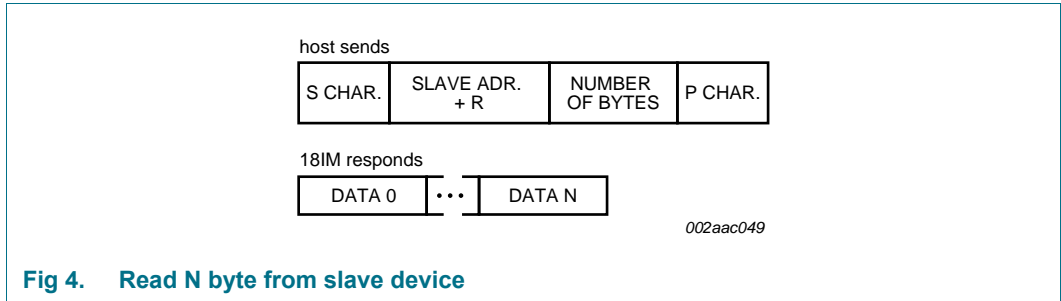 host sends
S CHAR. SLAVE ADR. + R NUMBER OF BYTES P CHAR.
18IM responds
DATA 0 ... DATA N
002aac049
Fig 4. Read N byte from slave device